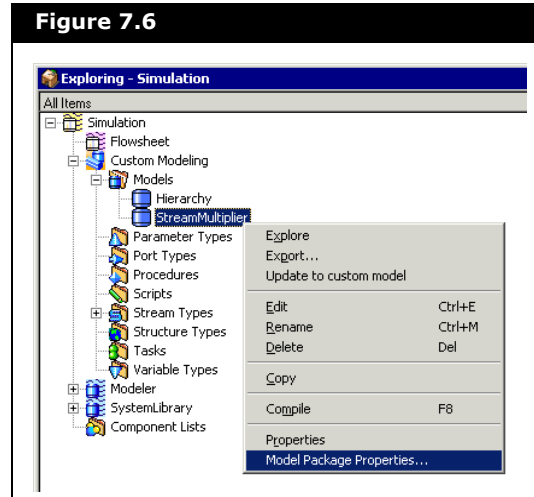 Figure 7.6
Exploring - Simulation
All Items
Simulation
Flowsheet
Custom Modeling
Models
Hierarchy
StreamMultiplier
Parameter Types
Port Types
Procedures
Scripts
Stream Types
Structure Types
Tasks
Variable Types
Modeler
SystemLibrary
Component Lists
Explore
Export...
Update to custom model
Edit Ctrl+E
Rename Ctrl+M
Delete Del
Copy
Compile F8
Properties
Model Package Properties...